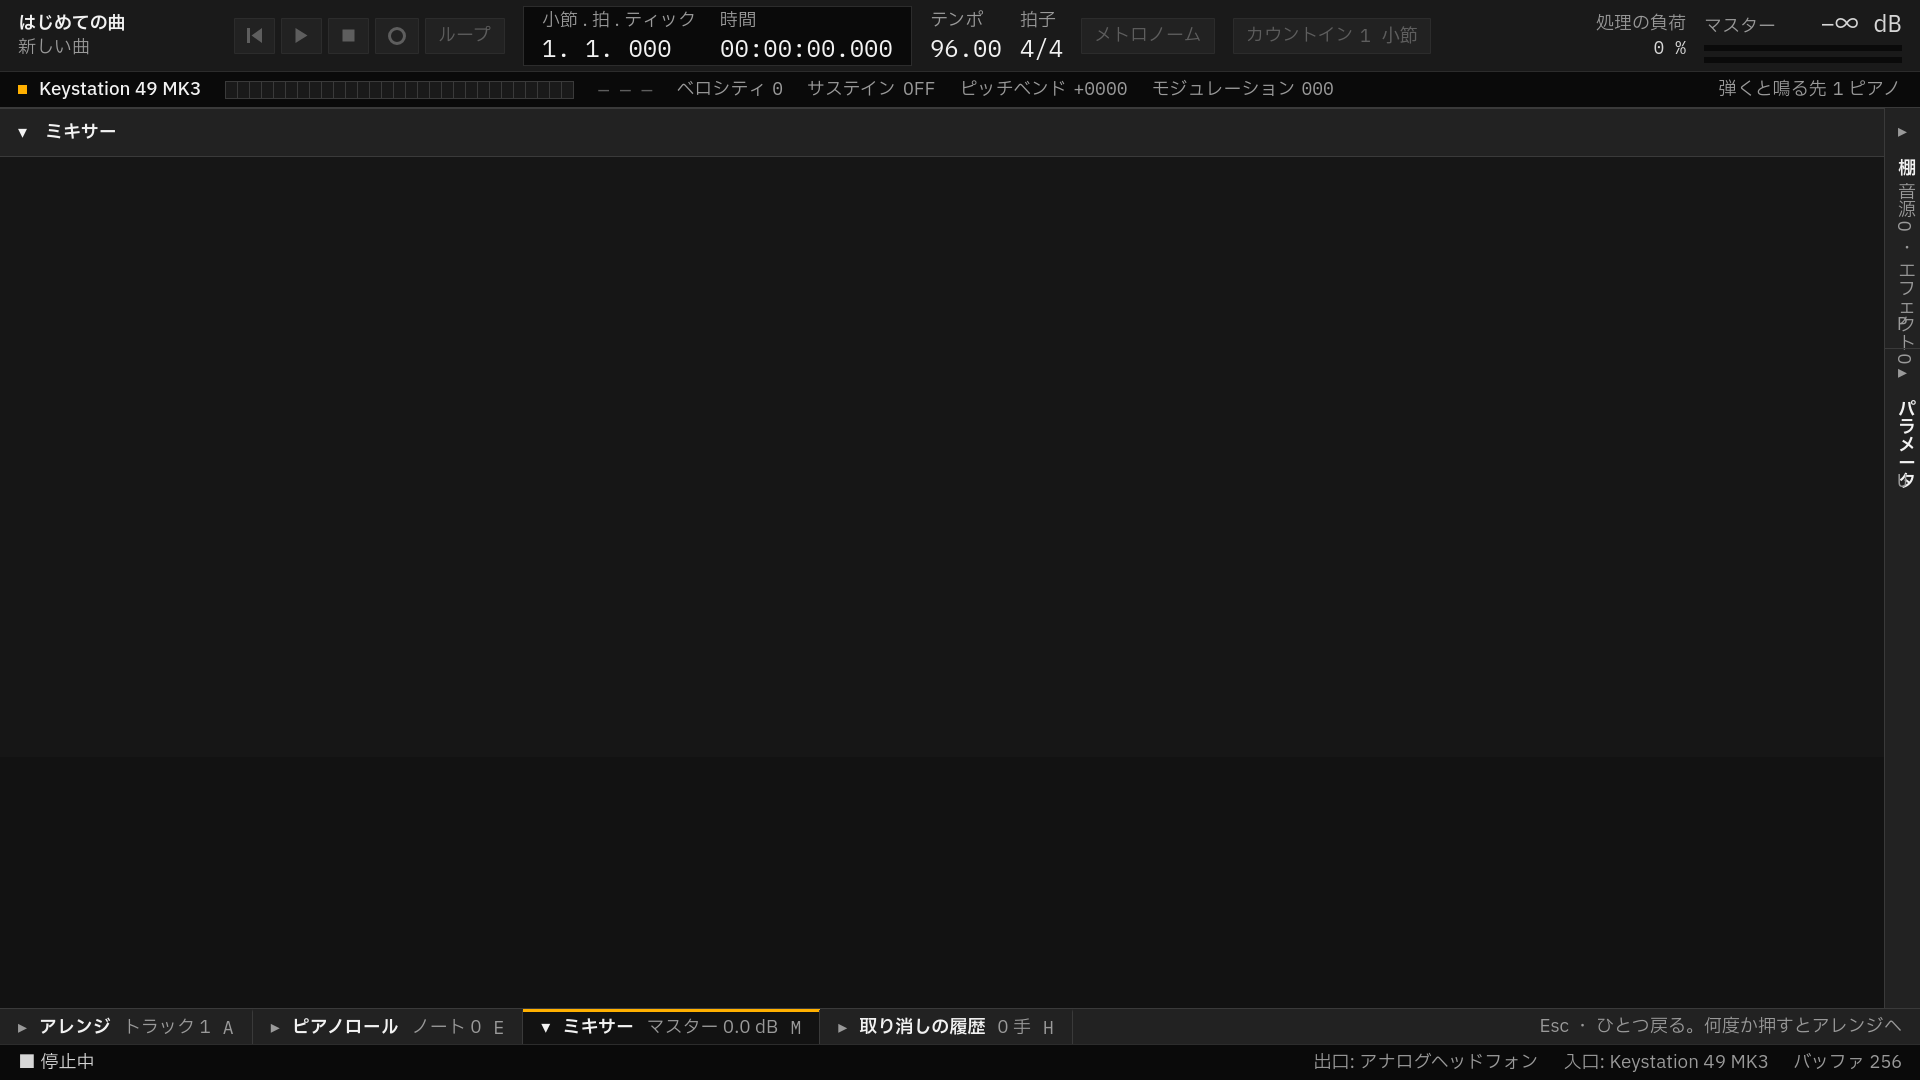 はじめての曲
新しい曲
ループ
小節 . 拍 . ティック 時間
1. 1. 000 00:00:00.000
テンポ 拍子
96.00 4/4
メトロノーム
カウントイン 1 小節
処理の負荷
0 %
マスター -∞ dB
Keystation 49 MK3 — — — ベロシティ 0 サステイン OFF ピッチベンド +0000 モジュレーション 000 弾くと鳴る先 1 ピアノ
▼ ミキサー
▶ 棚 音源 0 · エフェクト 0
▶ パラメータ
▶ アレンジ トラック 1 A ▶ ピアノロール ノート 0 E ▼ ミキサー マスター 0.0 dB M ▶ 取り消しの履歴 0 手 H Esc · ひとつ戻る。何度か押すとアレンジへ
■ 停止中 出口: アナログヘッドフォン 入口: Keystation 49 MK3 バッファ 256